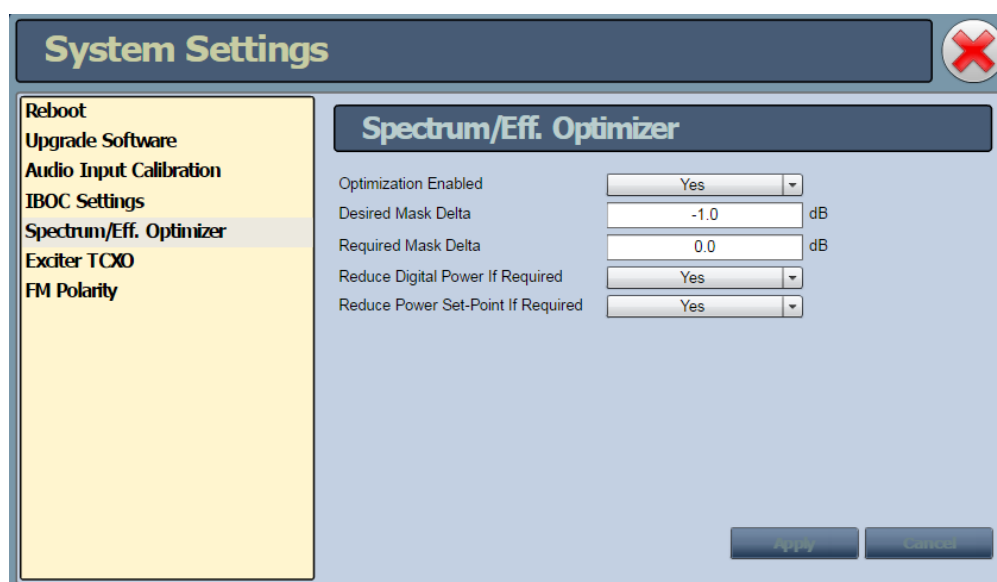 System Settings
Reboot
Upgrade Software
Audio Input Calibration
IBOC Settings
Spectrum/Eff. Optimizer
Exciter TCXO
FM Polarity
Spectrum/Eff. Optimizer
Optimization Enabled Yes
Desired Mask Delta -1.0 dB
Required Mask Delta 0.0 dB
Reduce Digital Power If Required Yes
Reduce Power Set-Point If Required Yes
Apply Cancel